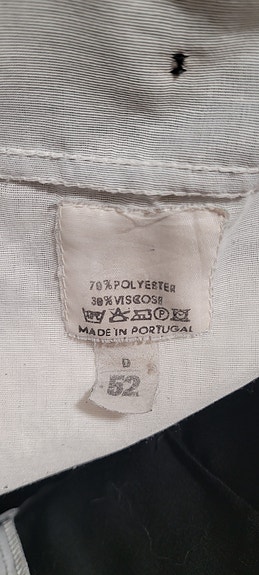 70% POLYESTER
30% VISCOSE
P
MADE IN PORTUGAL
D
52